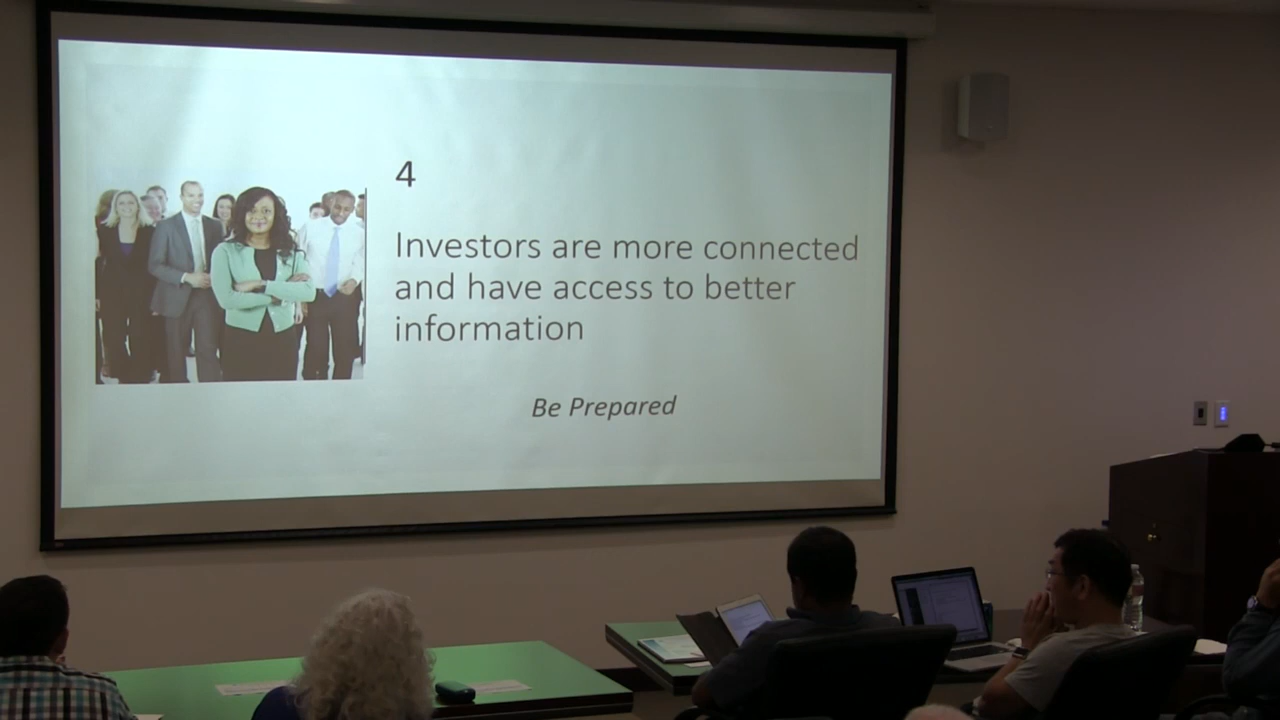 4
Investors are more connected
and have access to better
information
Be Prepared